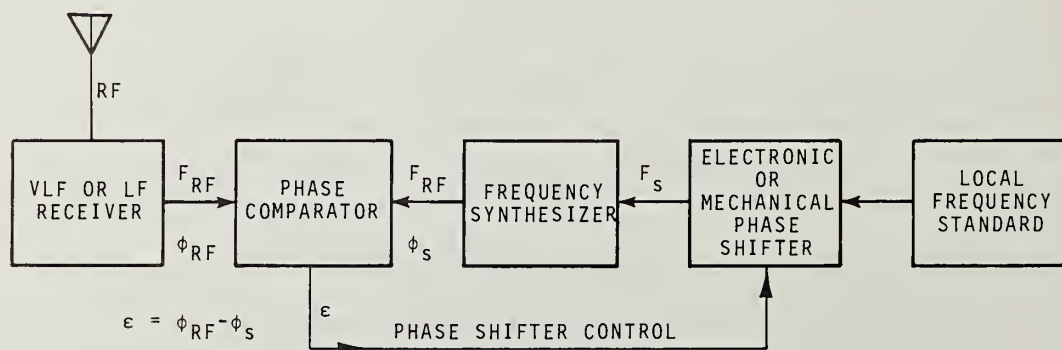 RF
VLF OR LF
RECEIVER
F_RF
φ_RF
PHASE
COMPARATOR
F_RF
φ_s
FREQUENCY
SYNTHESIZER
F_s
ELECTRONIC
OR
MECHANICAL
PHASE
SHIFTER
LOCAL
FREQUENCY
STANDARD
ε = φ_RF-φ_s
ε
PHASE SHIFTER CONTROL